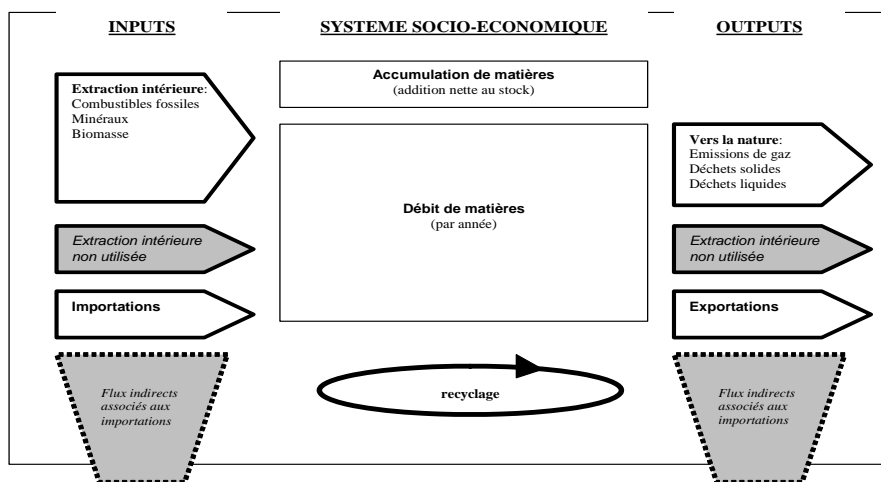 INPUTS
SYSTEME SOCIO-ECONOMIQUE
OUTPUTS
Extraction intérieure:
Combustibles fossiles
Minéraux
Biomasse
Extraction intérieure
non utilisée
Importations
Flux indirects
associés aux
importations
Accumulation de matières
(addition nette au stock)
Débit de matières
(par année)
recyclage
Vers la nature:
Emissions de gaz
Déchets solides
Déchets liquides
Extraction intérieure
non utilisée
Exportations
Flux indirects
associés aux
importations